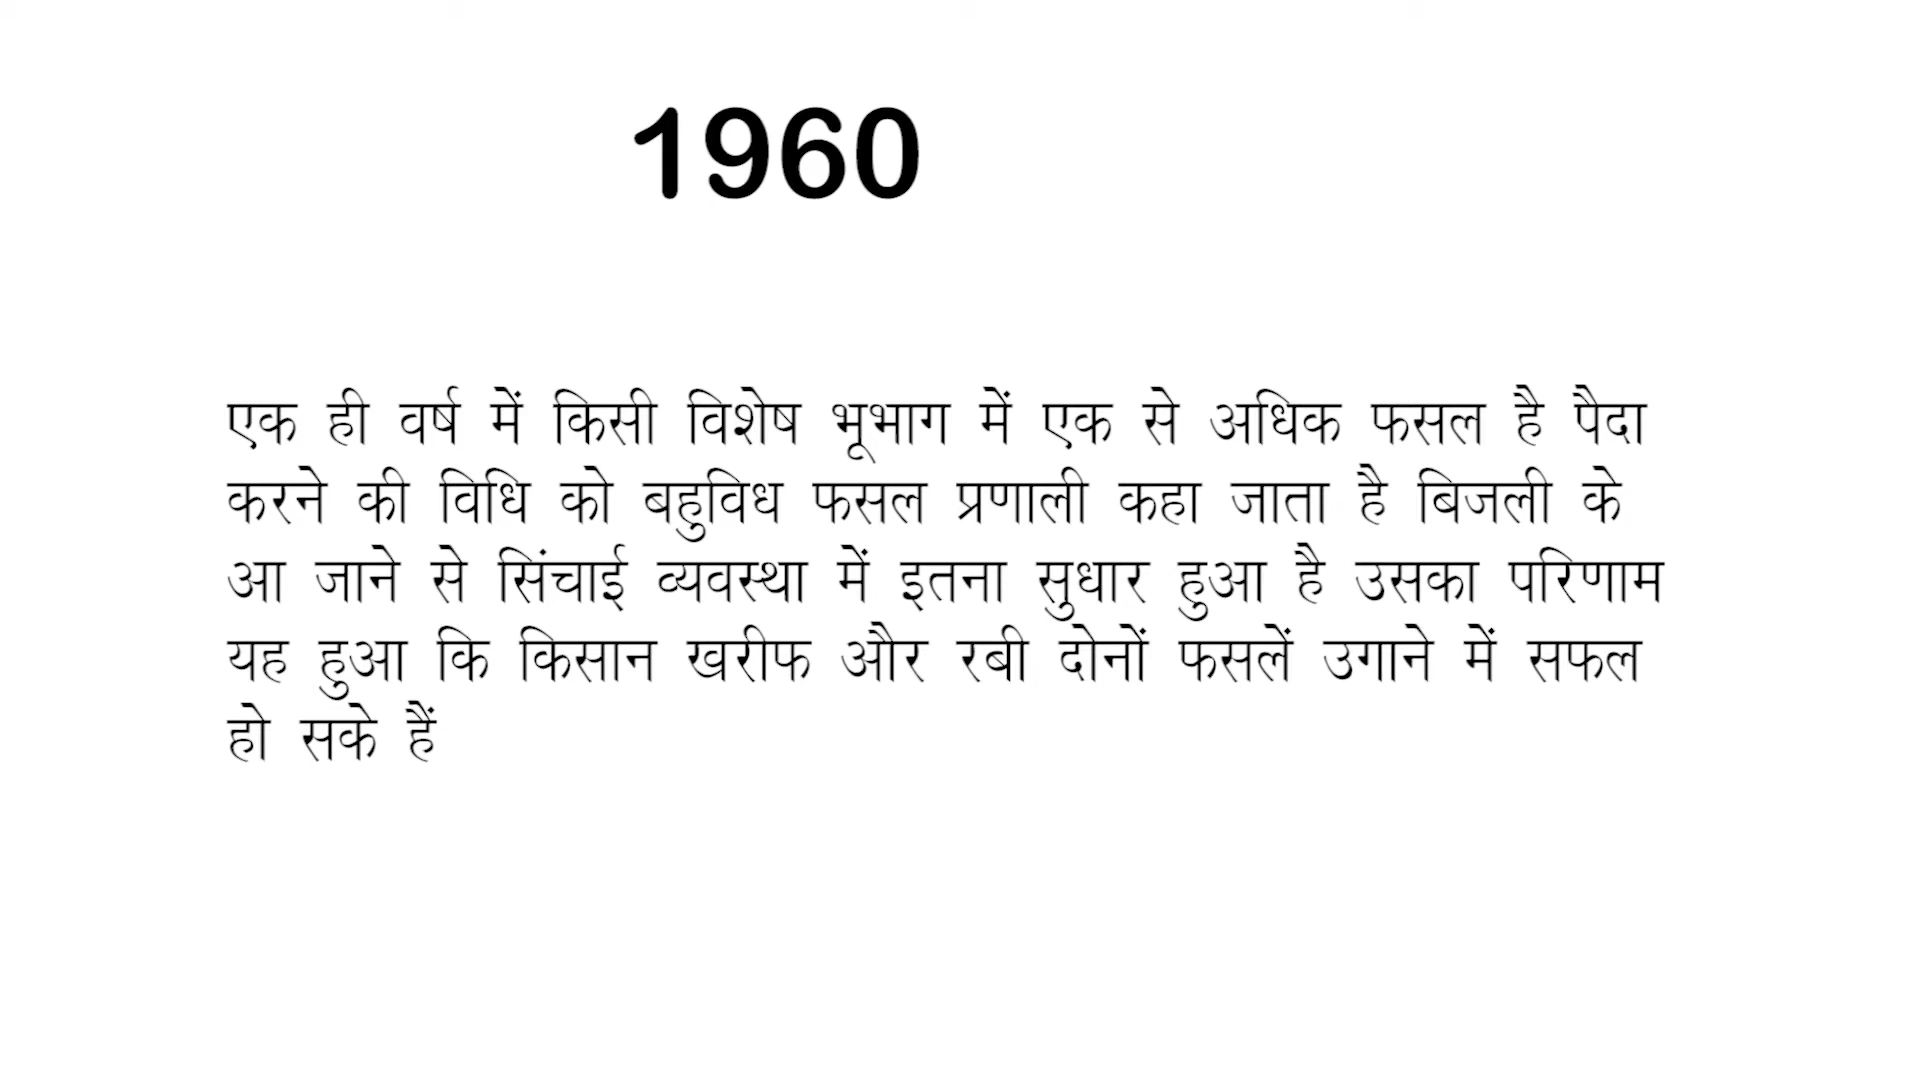 1960
एक ही वर्ष में किसी विशेष भूभाग में एक से अधिक फसल है पैदा
करने की विधि को बहुविध फसल प्रणाली कहा जाता है बिजली के
आ जाने से सिंचाई व्यवस्था में इतना सुधार हुआ है उसका परिणाम
यह हुआ कि किसान खरीफ और रबी दोनों फसलें उगाने में सफल
हो सके हैं